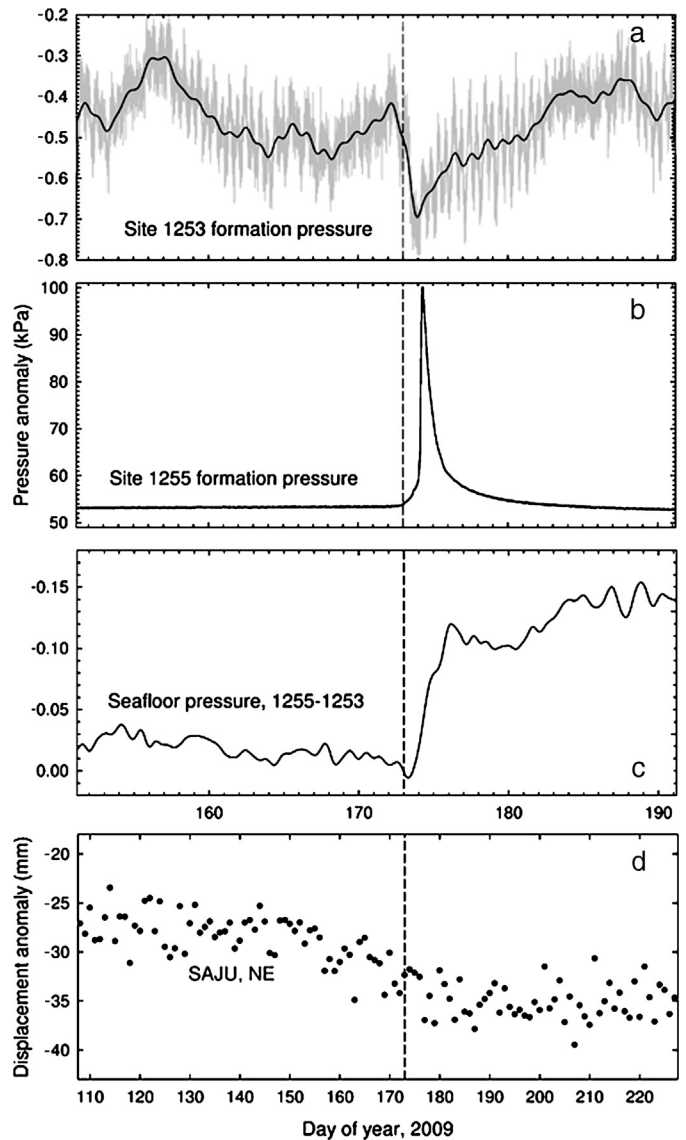 -0.2
a
-0.3
-0.4
-0.5
-0.6
-0.7
Site 1253 formation pressure
-0.8
100
b
90
80
70
60
50
Site 1255 formation pressure
Pressure anomaly (kPa)
-0.15
-0.10
-0.05
0.00
Seafloor pressure, 1255-1253
c
160 170 180 190
-20
d
-25
-30
-35
-40
SAJU, NE
Displacement anomaly (mm)
110 120 130 140 150 160 170 180 190 200 210 220
Day of year, 2009